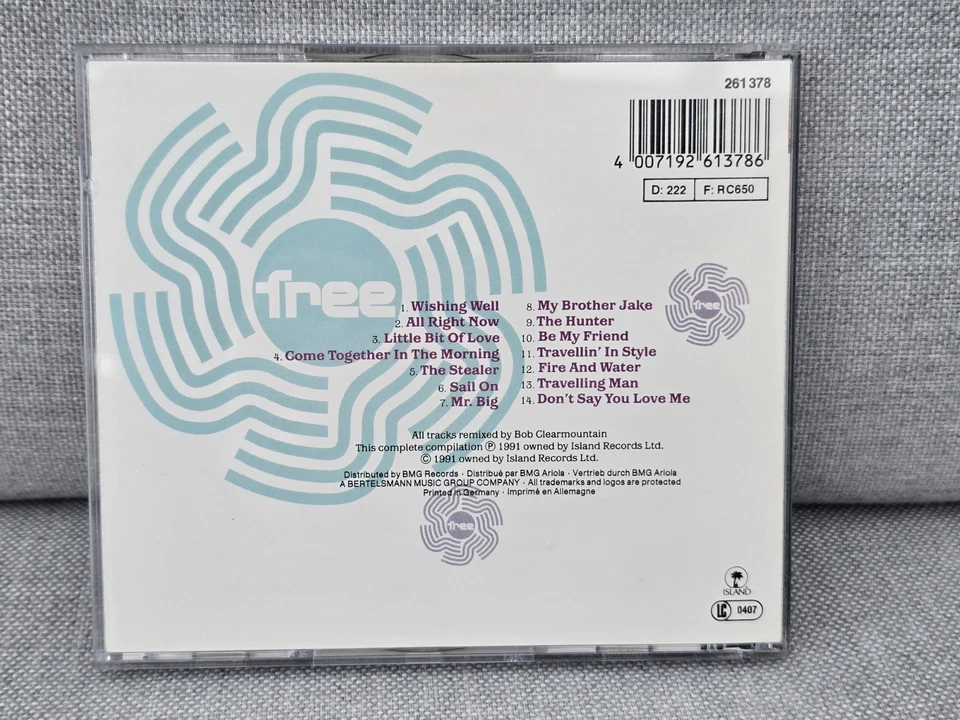 261 378
4 007192 613786
D: 222 F: RC650
free
free
1. Wishing Well
2. All Right Now
3. Little Bit Of Love
4. Come Together In The Morning
5. The Stealer
6. Sail On
7. Mr. Big
8. My Brother Jake
9. The Hunter
10. Be My Friend
11. Travellin' In Style
12. Fire And Water
13. Travelling Man
14. Don't Say You Love Me
All tracks remixed by Bob Clearmountain
This complete compilation Ⓟ 1991 owned by Island Records Ltd.
© 1991 owned by Island Records Ltd.
Distributed by BMG Records · Distribué par BMG Ariola · Vertrieb durch BMG Ariola
A BERTELSMANN MUSIC GROUP COMPANY · All trademarks and logos are protected
Printed in Germany · Imprimé en Allemagne
free
ISLAND
LC 0407